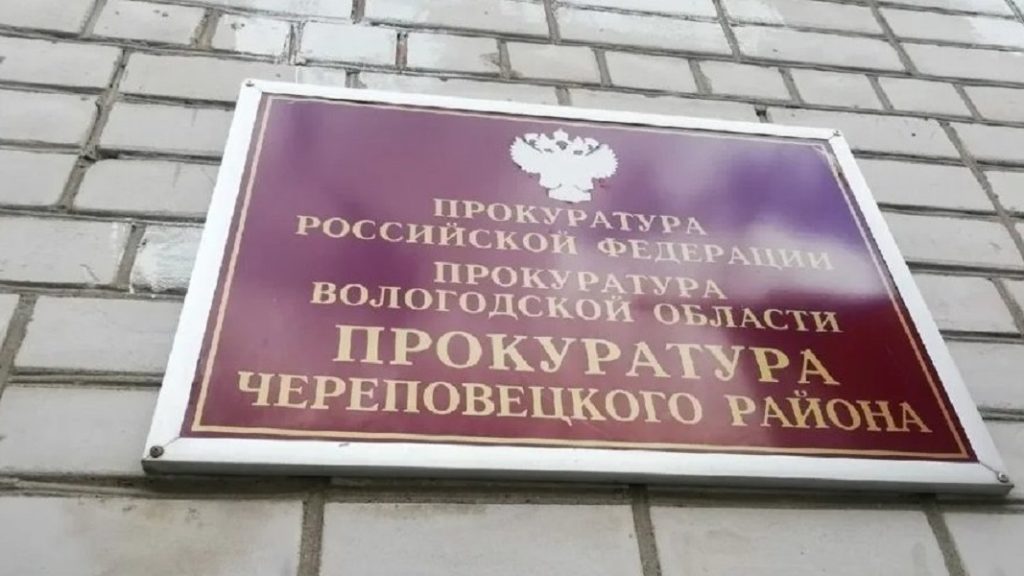 ПРОКУРАТУРА
РОССИЙСКОЙ ФЕДЕРАЦИИ
ПРОКУРАТУРА
ВОЛОГОДСКОЙ ОБЛАСТИ
ПРОКУРАТУРА
ЧЕРЕПОВЕЦКОГО РАЙОНА